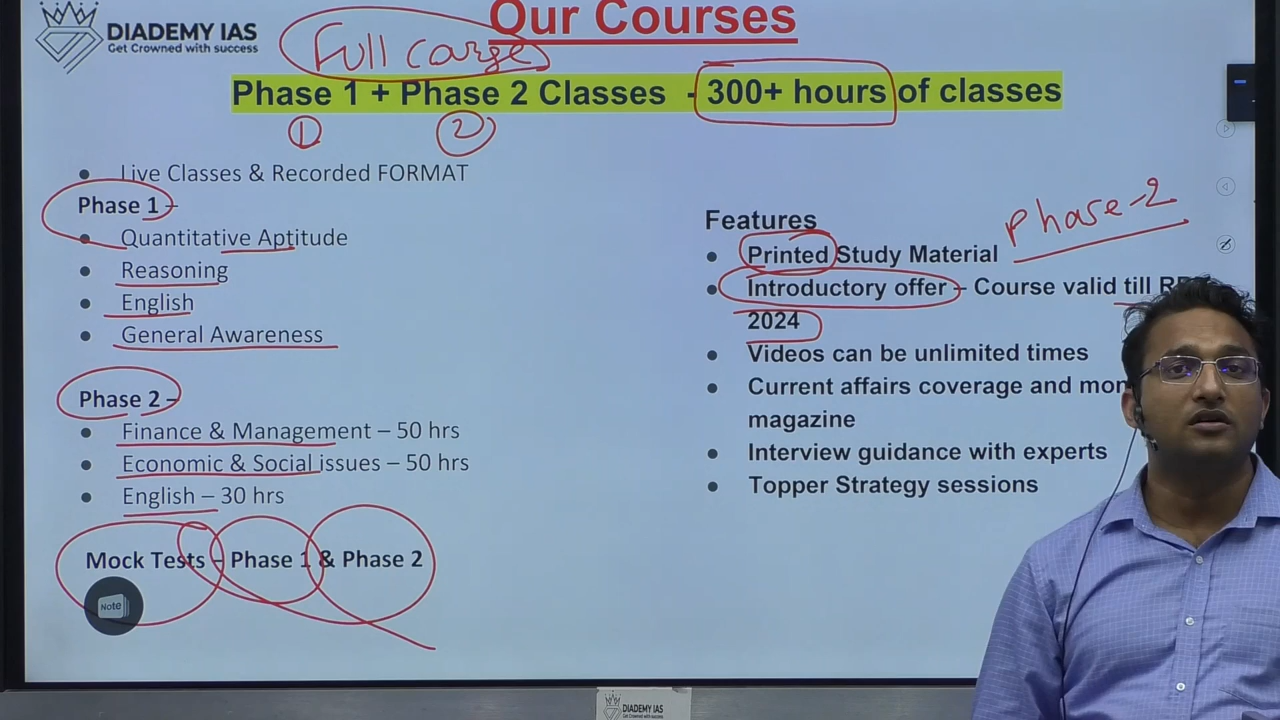 DIADEMY IAS
Get Crowned with success
Our Courses
Full
Phase 1 + Phase 2 Classes - 300+ hours of classes
1 2
Live Classes & Recorded FORMAT
Phase 1 –
Quantitative Aptitude
Reasoning
English
General Awareness
Phase 2 –
Finance & Management – 50 hrs
Economic & Social issues – 50 hrs
English – 30 hrs
Mock Tests – Phase 1 & Phase 2
Note
Features
Phase-2
Printed Study Material
Introductory offer – Course valid till
2024
Videos can be unlimited times
Current affairs coverage and
magazine
Interview guidance with experts
Topper Strategy sessions
DIADEMY IAS
Get Crowned with success